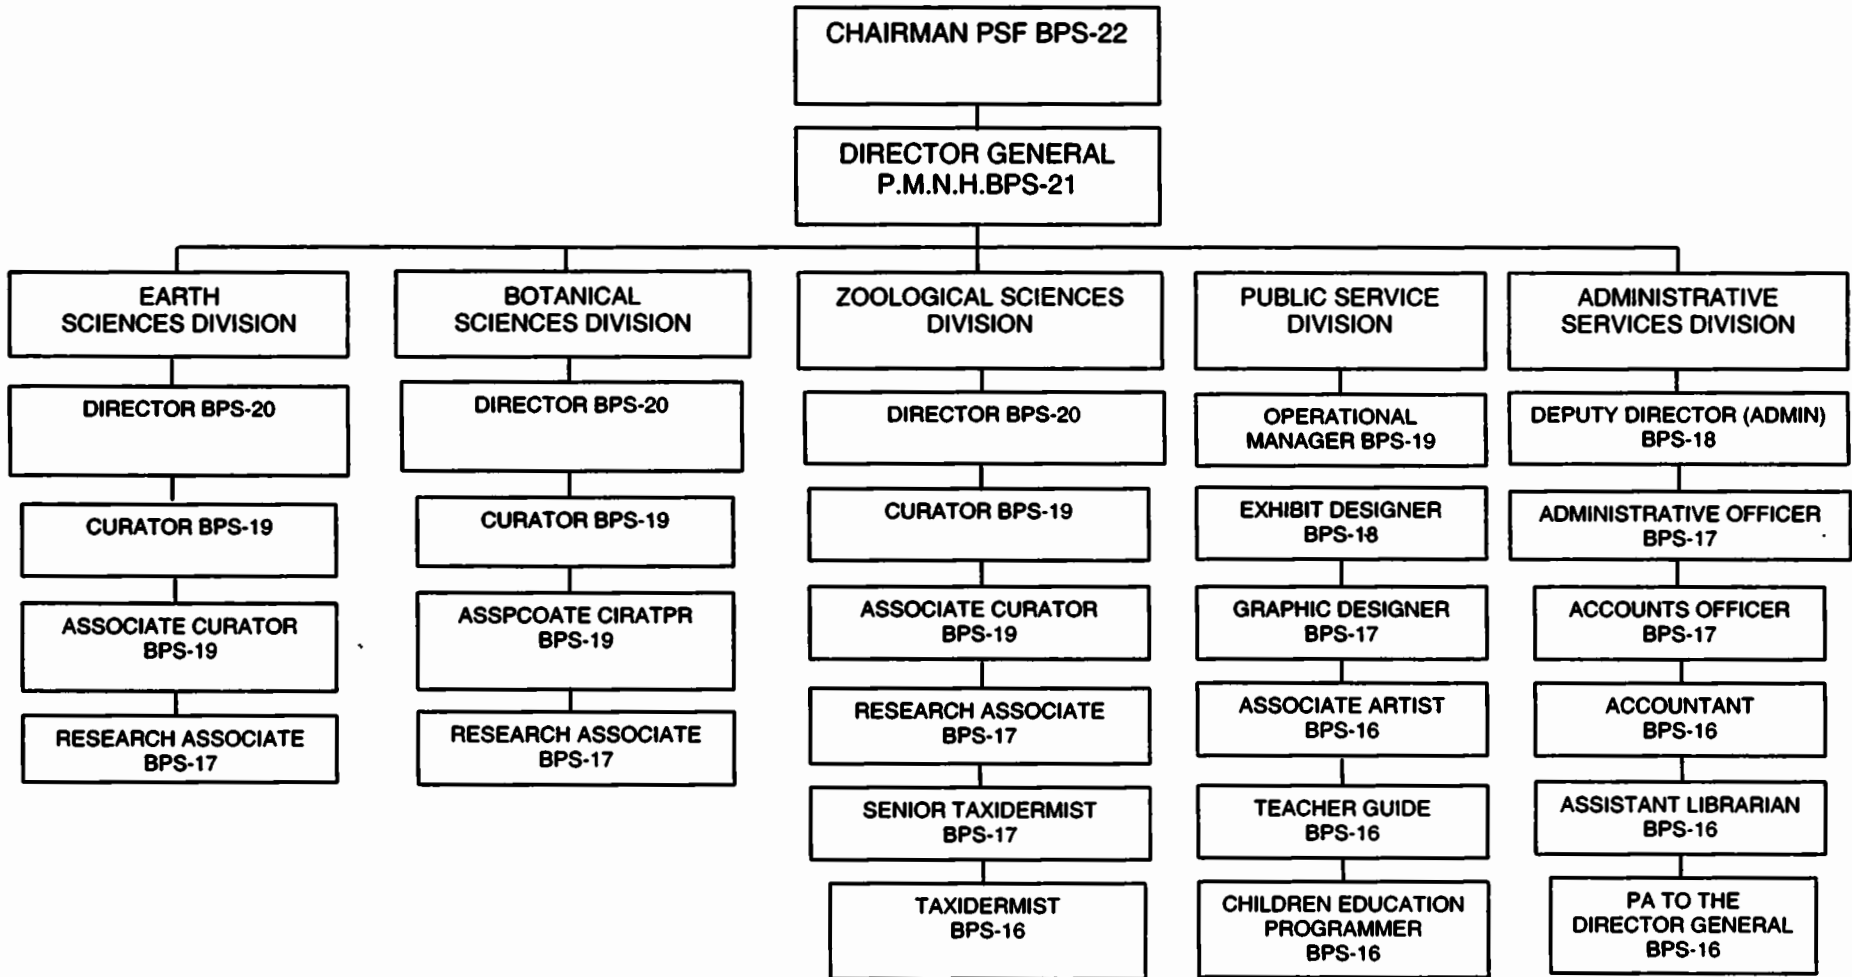 CHAIRMAN PSF BPS-22
DIRECTOR GENERAL
P.M.N.H.BPS-21
EARTH
SCIENCES DIVISION
DIRECTOR BPS-20
CURATOR BPS-19
ASSOCIATE CURATOR
BPS-19
RESEARCH ASSOCIATE
BPS-17
BOTANICAL
SCIENCES DIVISION
DIRECTOR BPS-20
CURATOR BPS-19
ASSPCOATE CIRATPR
BPS-19
RESEARCH ASSOCIATE
BPS-17
ZOOLOGICAL SCIENCES
DIVISION
DIRECTOR BPS-20
CURATOR BPS-19
ASSOCIATE CURATOR
BPS-19
RESEARCH ASSOCIATE
BPS-17
SENIOR TAXIDERMIST
BPS-17
TAXIDERMIST
BPS-16
PUBLIC SERVICE
DIVISION
OPERATIONAL
MANAGER BPS-19
EXHIBIT DESIGNER
BPS-18
GRAPHIC DESIGNER
BPS-17
ASSOCIATE ARTIST
BPS-16
TEACHER GUIDE
BPS-16
CHILDREN EDUCATION
PROGRAMMER
BPS-16
ADMINISTRATIVE
SERVICES DIVISION
DEPUTY DIRECTOR (ADMIN)
BPS-18
ADMINISTRATIVE OFFICER
BPS-17
ACCOUNTS OFFICER
BPS-17
ACCOUNTANT
BPS-16
ASSISTANT LIBRARIAN
BPS-16
PA TO THE
DIRECTOR GENERAL
BPS-16